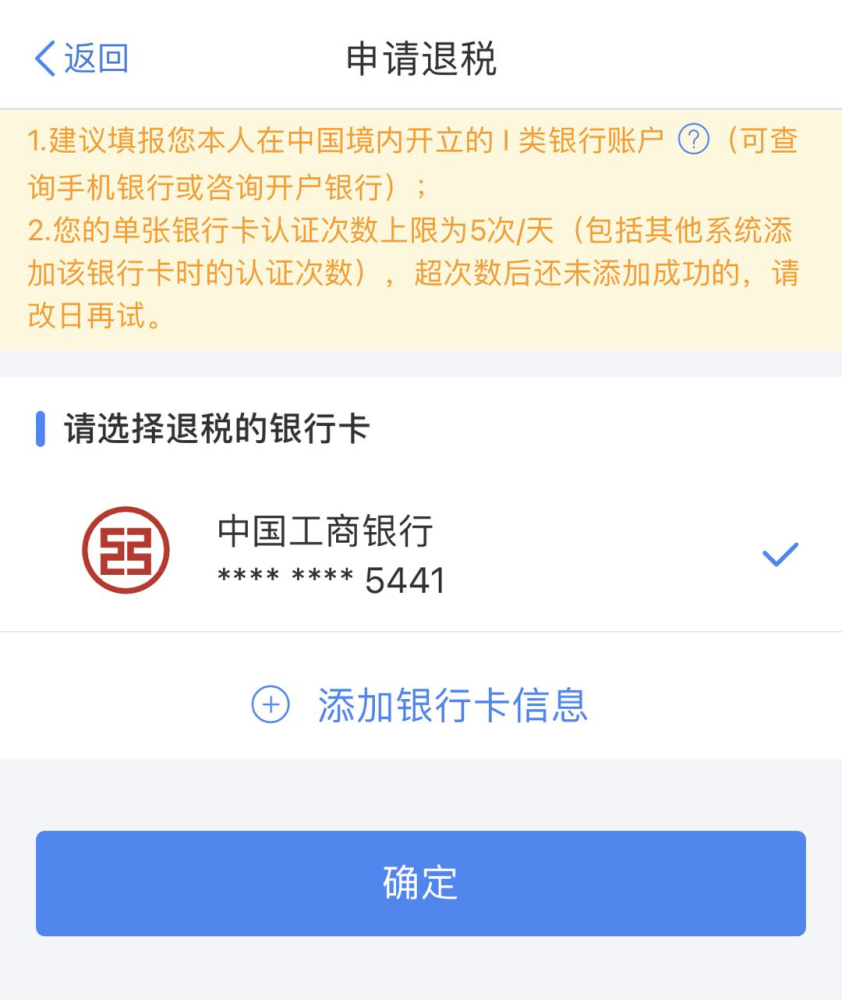 返回
申请退税
1.建议填报您本人在中国境内开立的 I 类银行账户 ? （可查
询手机银行或咨询开户银行）；
2.您的单张银行卡认证次数上限为5次/天（包括其他系统添
加该银行卡时的认证次数），超次数后还未添加成功的，请
改日再试。
请选择退税的银行卡
中国工商银行
**** **** 5441
添加银行卡信息
确定